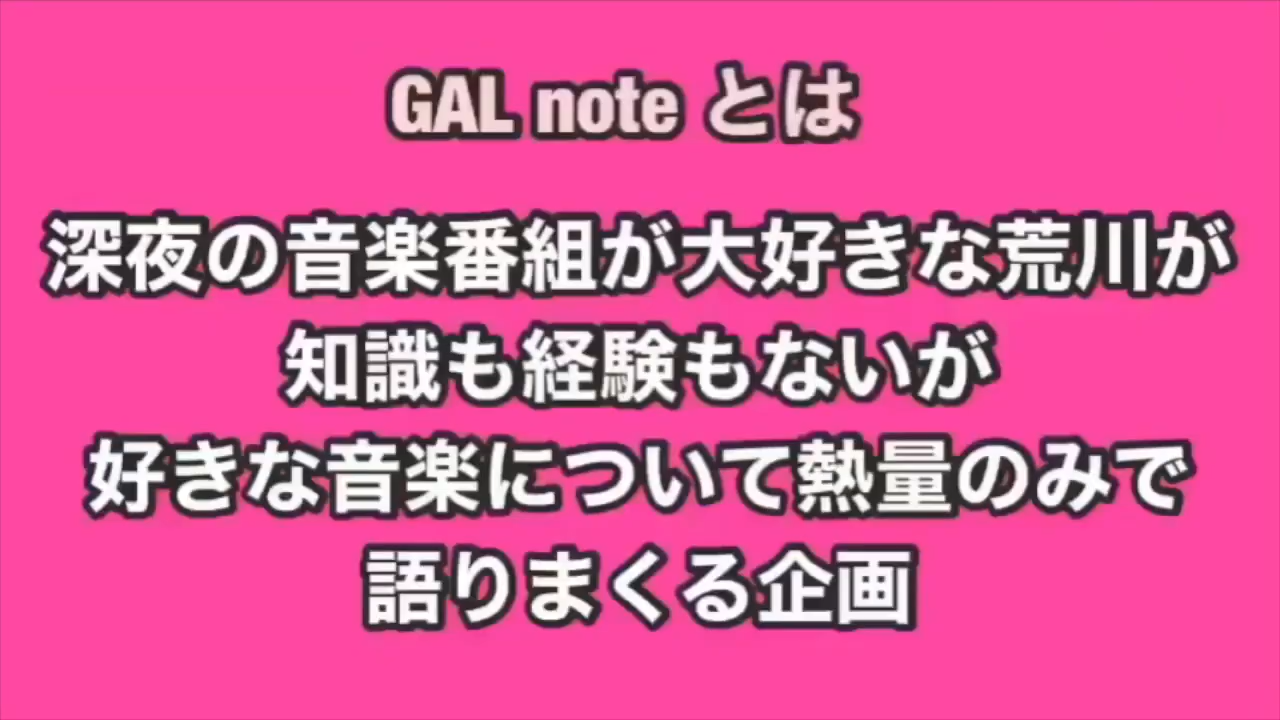 GAL note とは
深夜の音楽番組が大好きな荒川が
知識も経験もないが
好きな音楽について熱量のみで
語りまくる企画